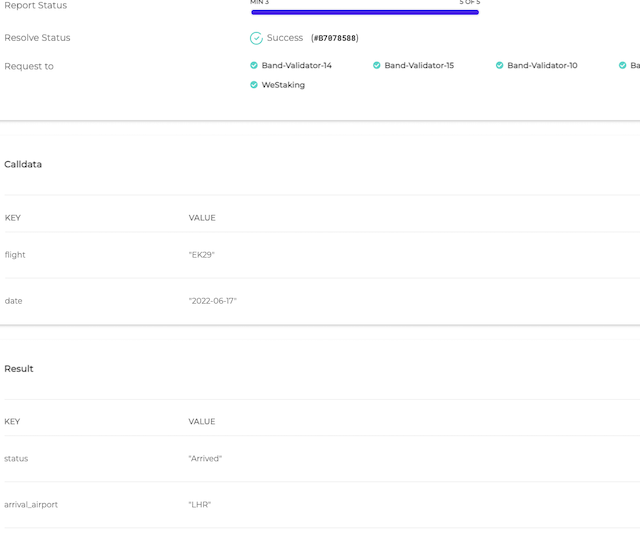 Report Status MIN 3 5 OF 5
Resolve Status Success (#B7078588)
Request to Band-Validator-14 Band-Validator-15 Band-Validator-10 Ba
WeStaking
Calldata
KEY VALUE
flight "EK29"
date "2022-06-17"
Result
KEY VALUE
status "Arrived"
arrival_airport "LHR"